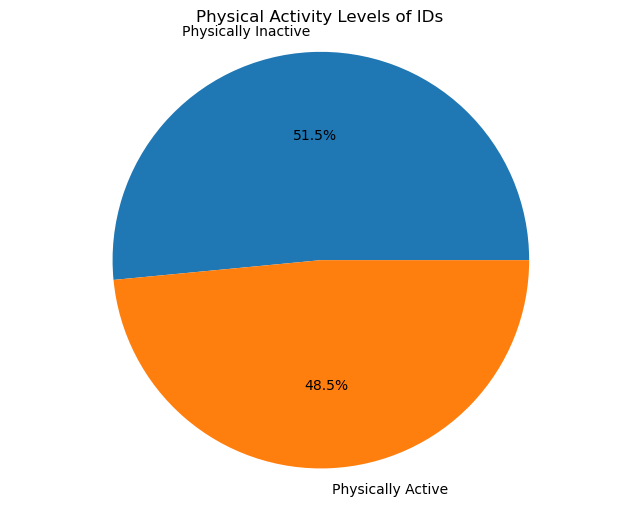 Physical Activity Levels of IDs
Physically Inactive
51.5%
48.5%
Physically Active